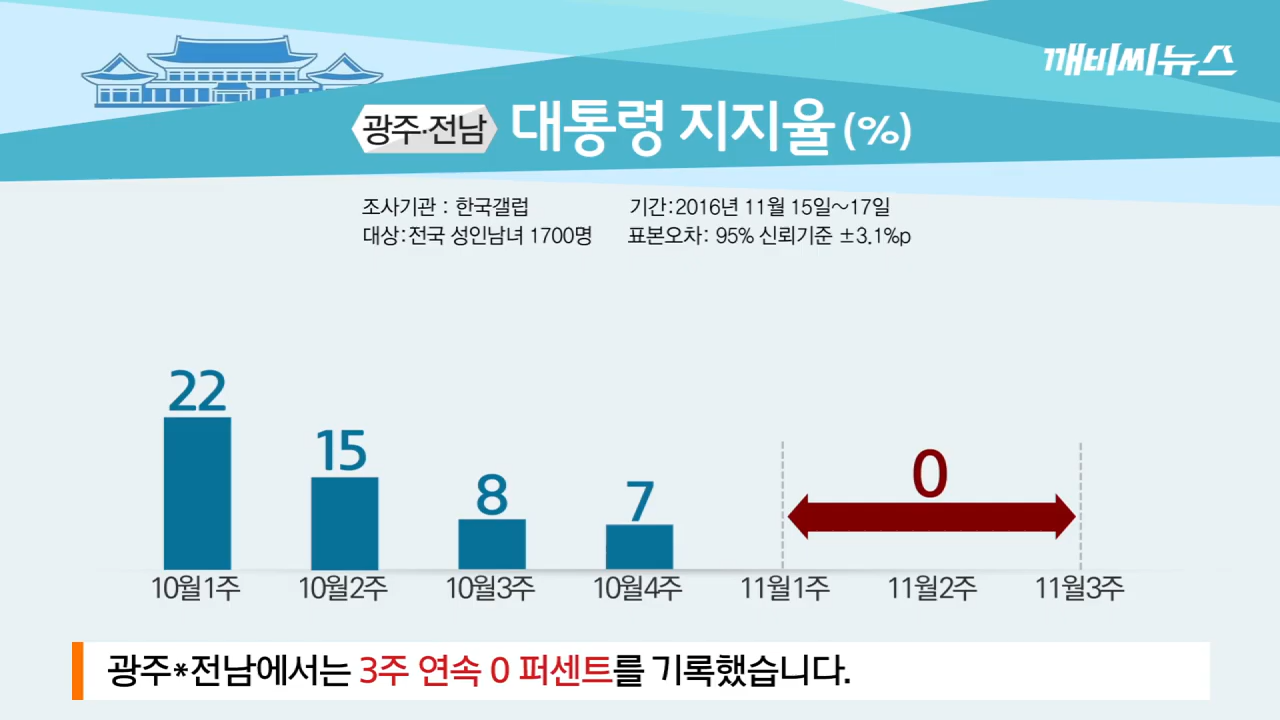 깨비씨뉴스
광주·전남 대통령 지지율(%)
조사기관 : 한국갤럽 기간:2016년 11월 15일~17일
대상:전국 성인남녀 1700명 표본오차: 95% 신뢰기준 ±3.1%p
22
15
8
7
0
10월1주 10월2주 10월3주 10월4주 11월1주 11월2주 11월3주
광주*전남에서는 3주 연속 0 퍼센트를 기록했습니다.